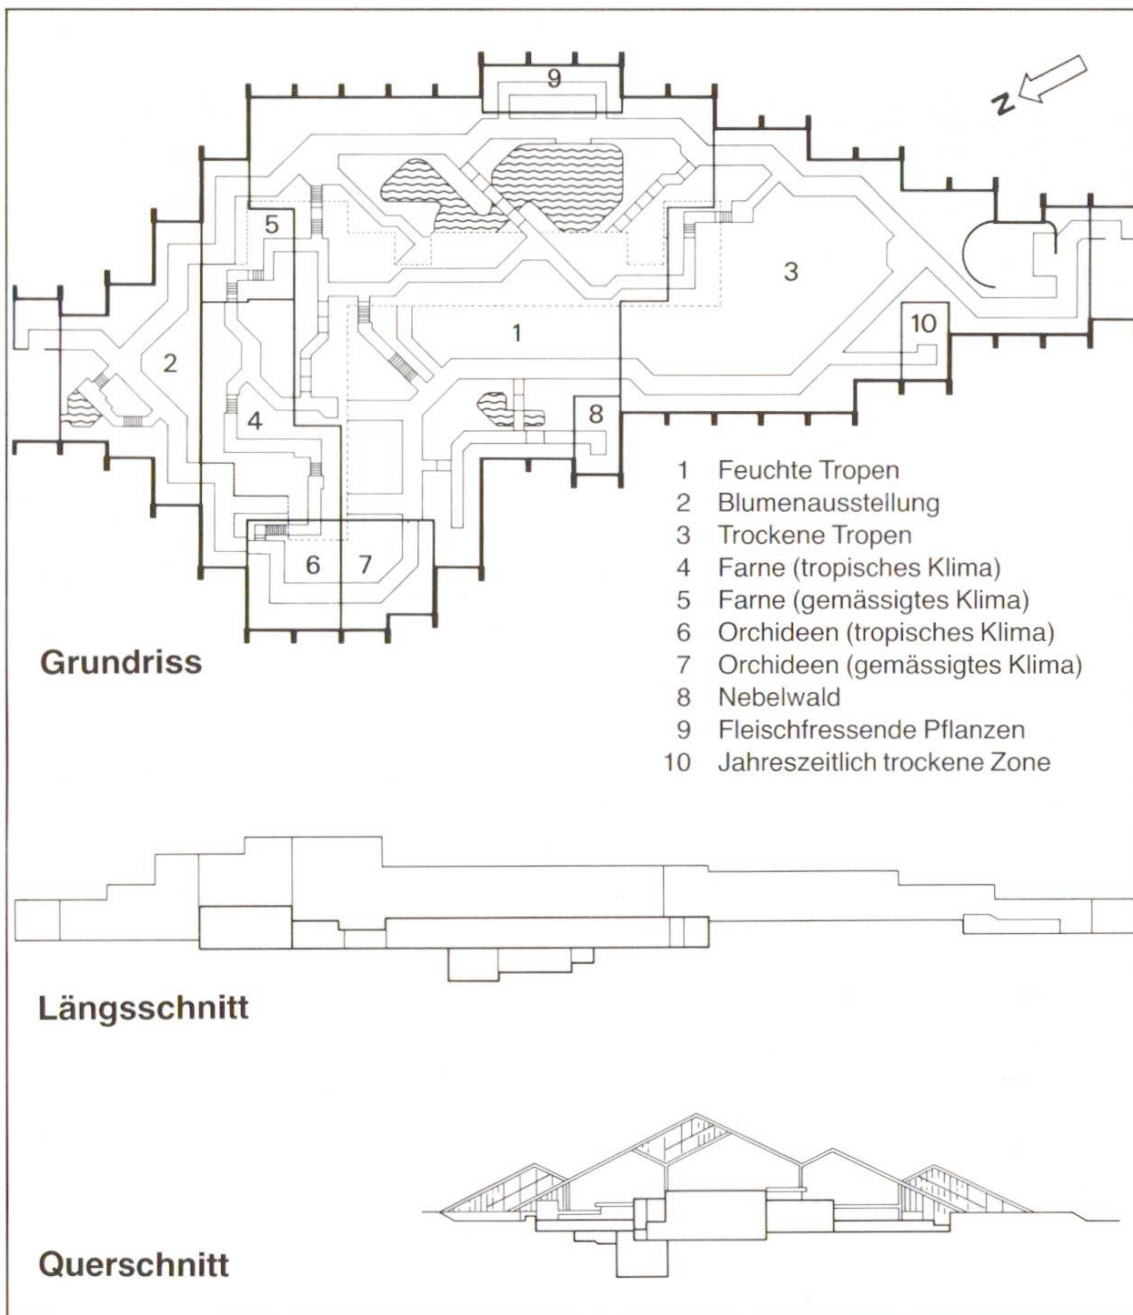 9
N
5
3
1
10
2
4
8
6
7
1 Feuchte Tropen
2 Blumenausstellung
3 Trockene Tropen
4 Farne (tropisches Klima)
5 Farne (gemässigtes Klima)
6 Orchideen (tropisches Klima)
7 Orchideen (gemässigtes Klima)
8 Nebelwald
9 Fleischfressende Pflanzen
10 Jahreszeitlich trockene Zone
Grundriss
Längsschnitt
Querschnitt